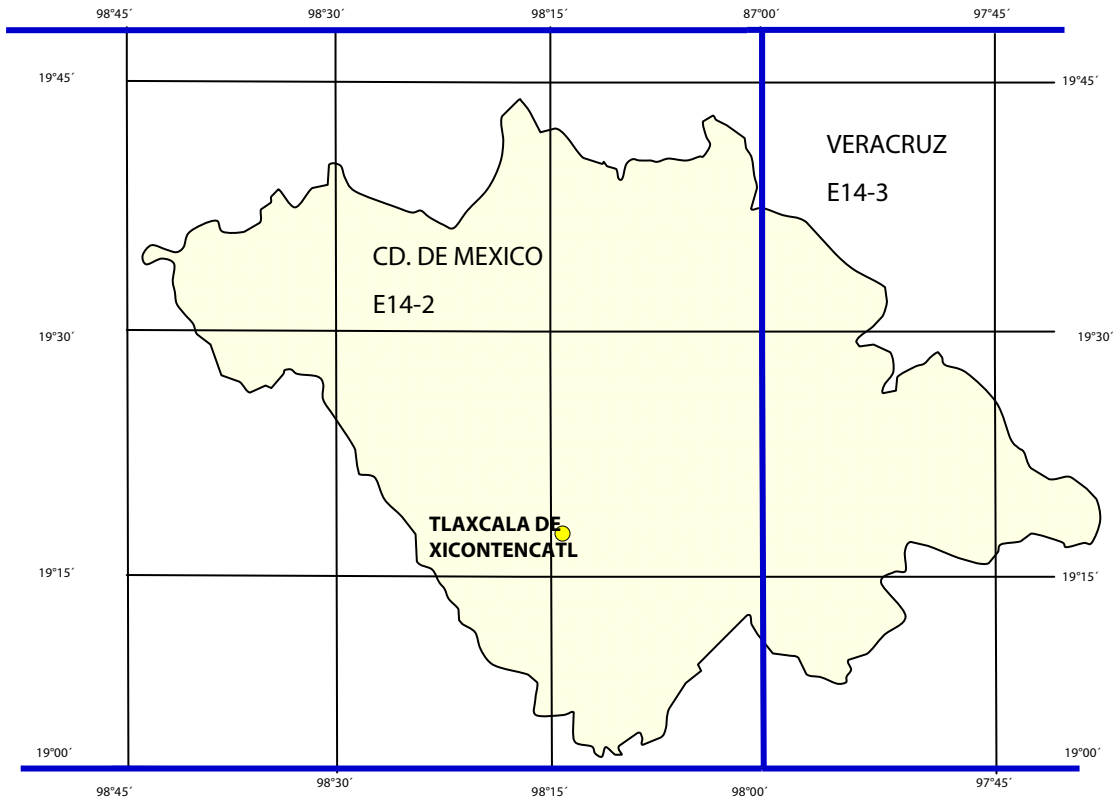 98°45´ 98°30´ 98°15´ 87°00´ 97°45´
19°45´ 19°45´
VERACRUZ
E14-3
CD. DE MEXICO
E14-2
19°30´ 19°30´
TLAXCALA DE
XICONTENCATL
19°15´ 19°15´
19°00´ 19°00´
98°45´ 98°30´ 98°15´ 98°00´ 97°45´